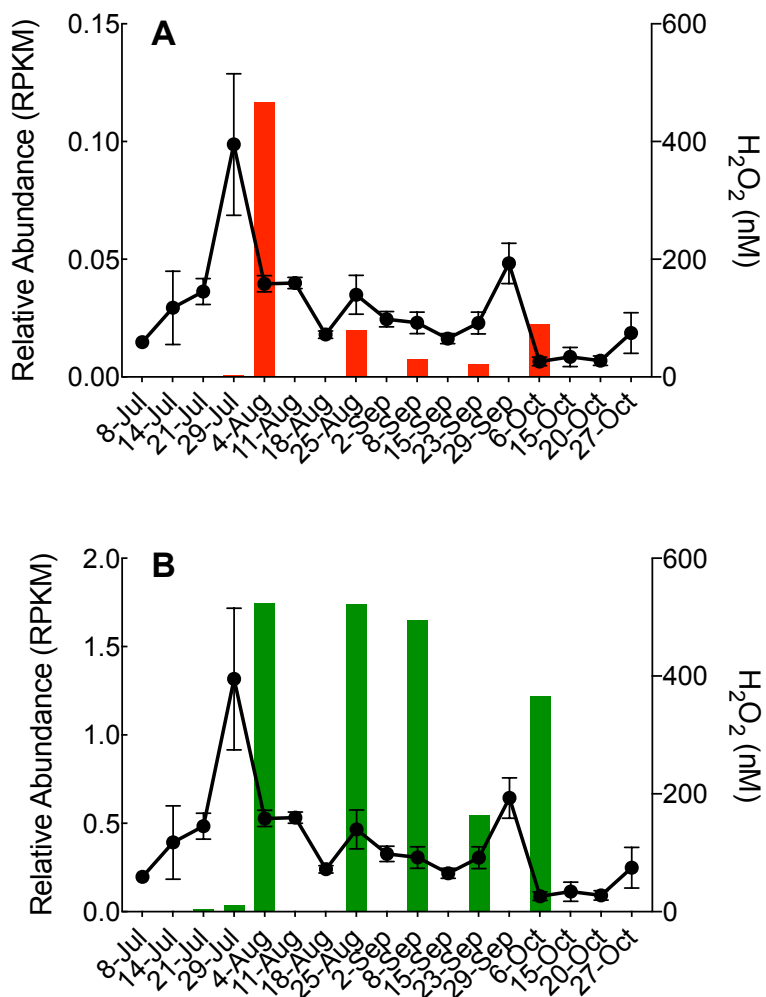 A
Relative Abundance (RPKM)
0.15
0.10
0.05
0.00
600
400
200
0
H₂O₂ (nM)
8-Jul
14-Jul
21-Jul
29-Jul
4-Aug
11-Aug
18-Aug
25-Aug
2-Sep
8-Sep
15-Sep
23-Sep
29-Sep
6-Oct
15-Oct
20-Oct
27-Oct
B
Relative Abundance (RPKM)
2.0
1.5
1.0
0.5
0.0
600
400
200
0
H₂O₂ (nM)
8-Jul
14-Jul
21-Jul
29-Jul
4-Aug
11-Aug
18-Aug
25-Aug
2-Sep
8-Sep
15-Sep
23-Sep
29-Sep
6-Oct
15-Oct
20-Oct
27-Oct